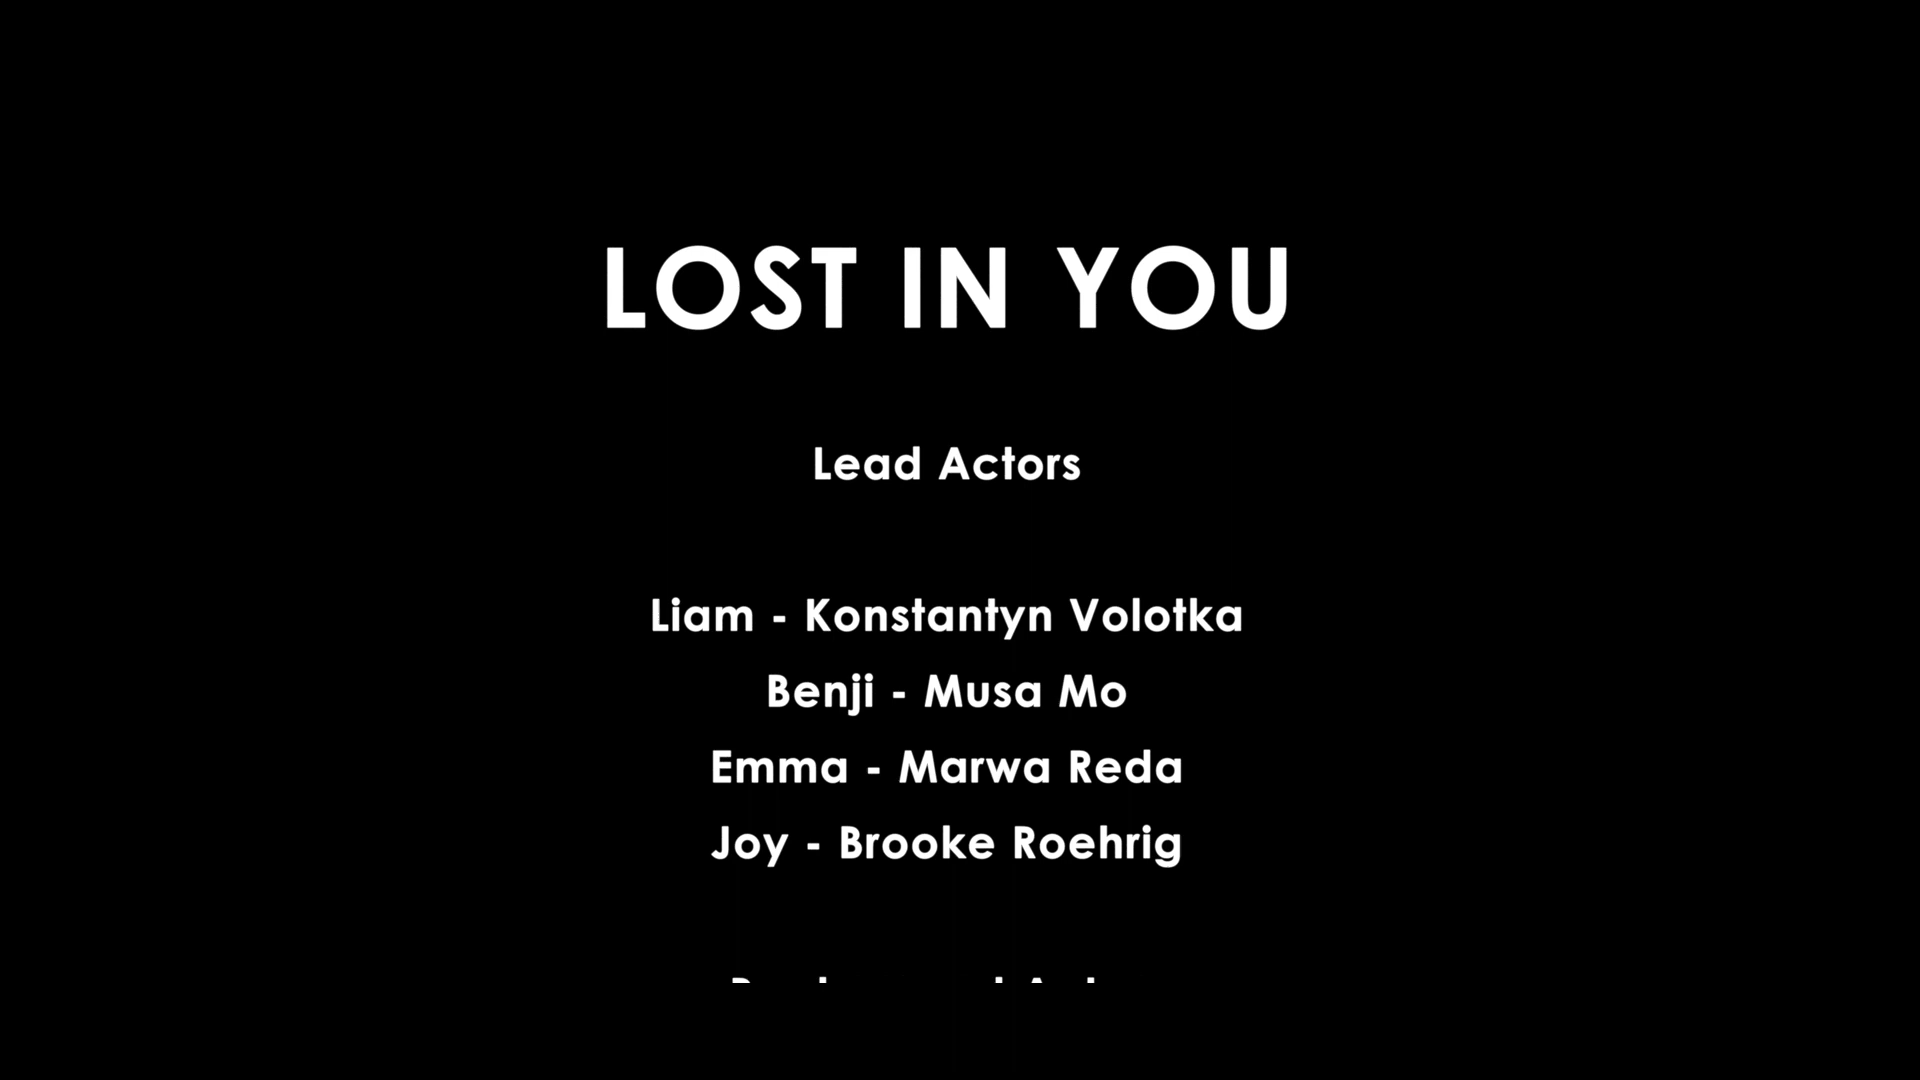 LOST IN YOU
Lead Actors
Liam - Konstantyn Volotka
Benji - Musa Mo
Emma - Marwa Reda
Joy - Brooke Roehrig